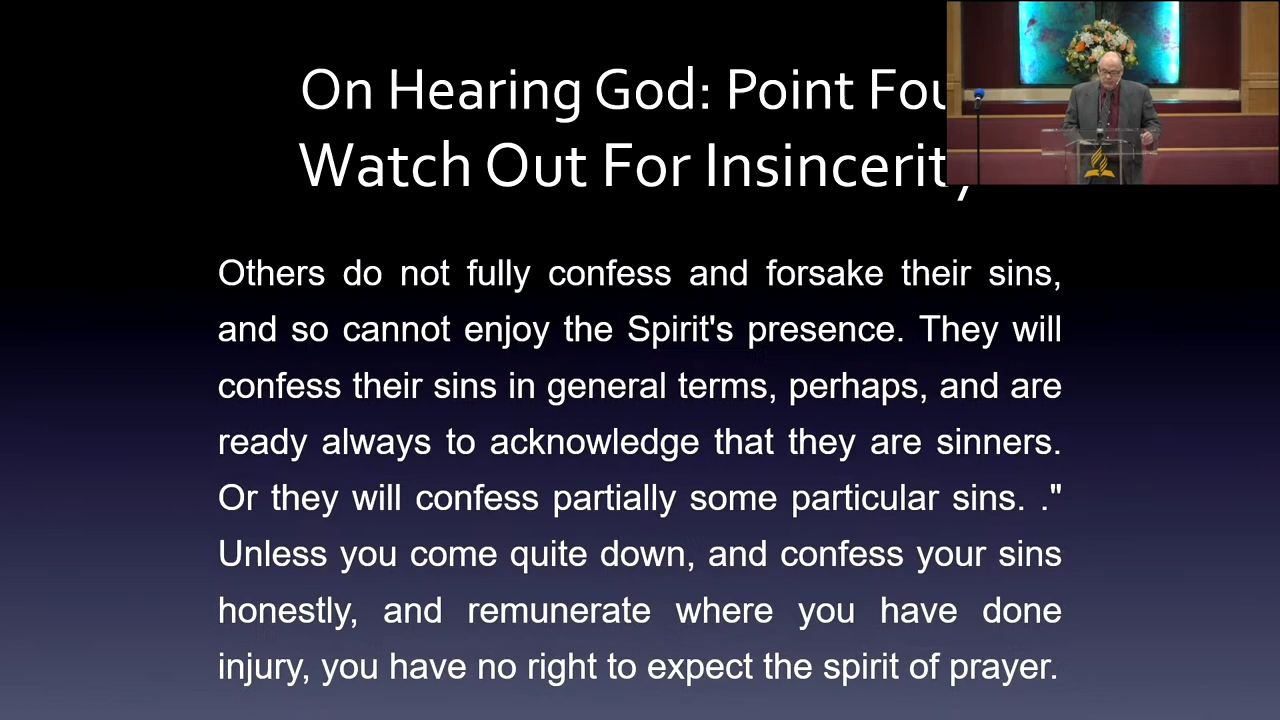 On Hearing God: Point Fou
Watch Out For Insincerity
Others do not fully confess and forsake their sins,
and so cannot enjoy the Spirit's presence. They will
confess their sins in general terms, perhaps, and are
ready always to acknowledge that they are sinners.
Or they will confess partially some particular sins. ."
Unless you come quite down, and confess your sins
honestly, and remunerate where you have done
injury, you have no right to expect the spirit of prayer.